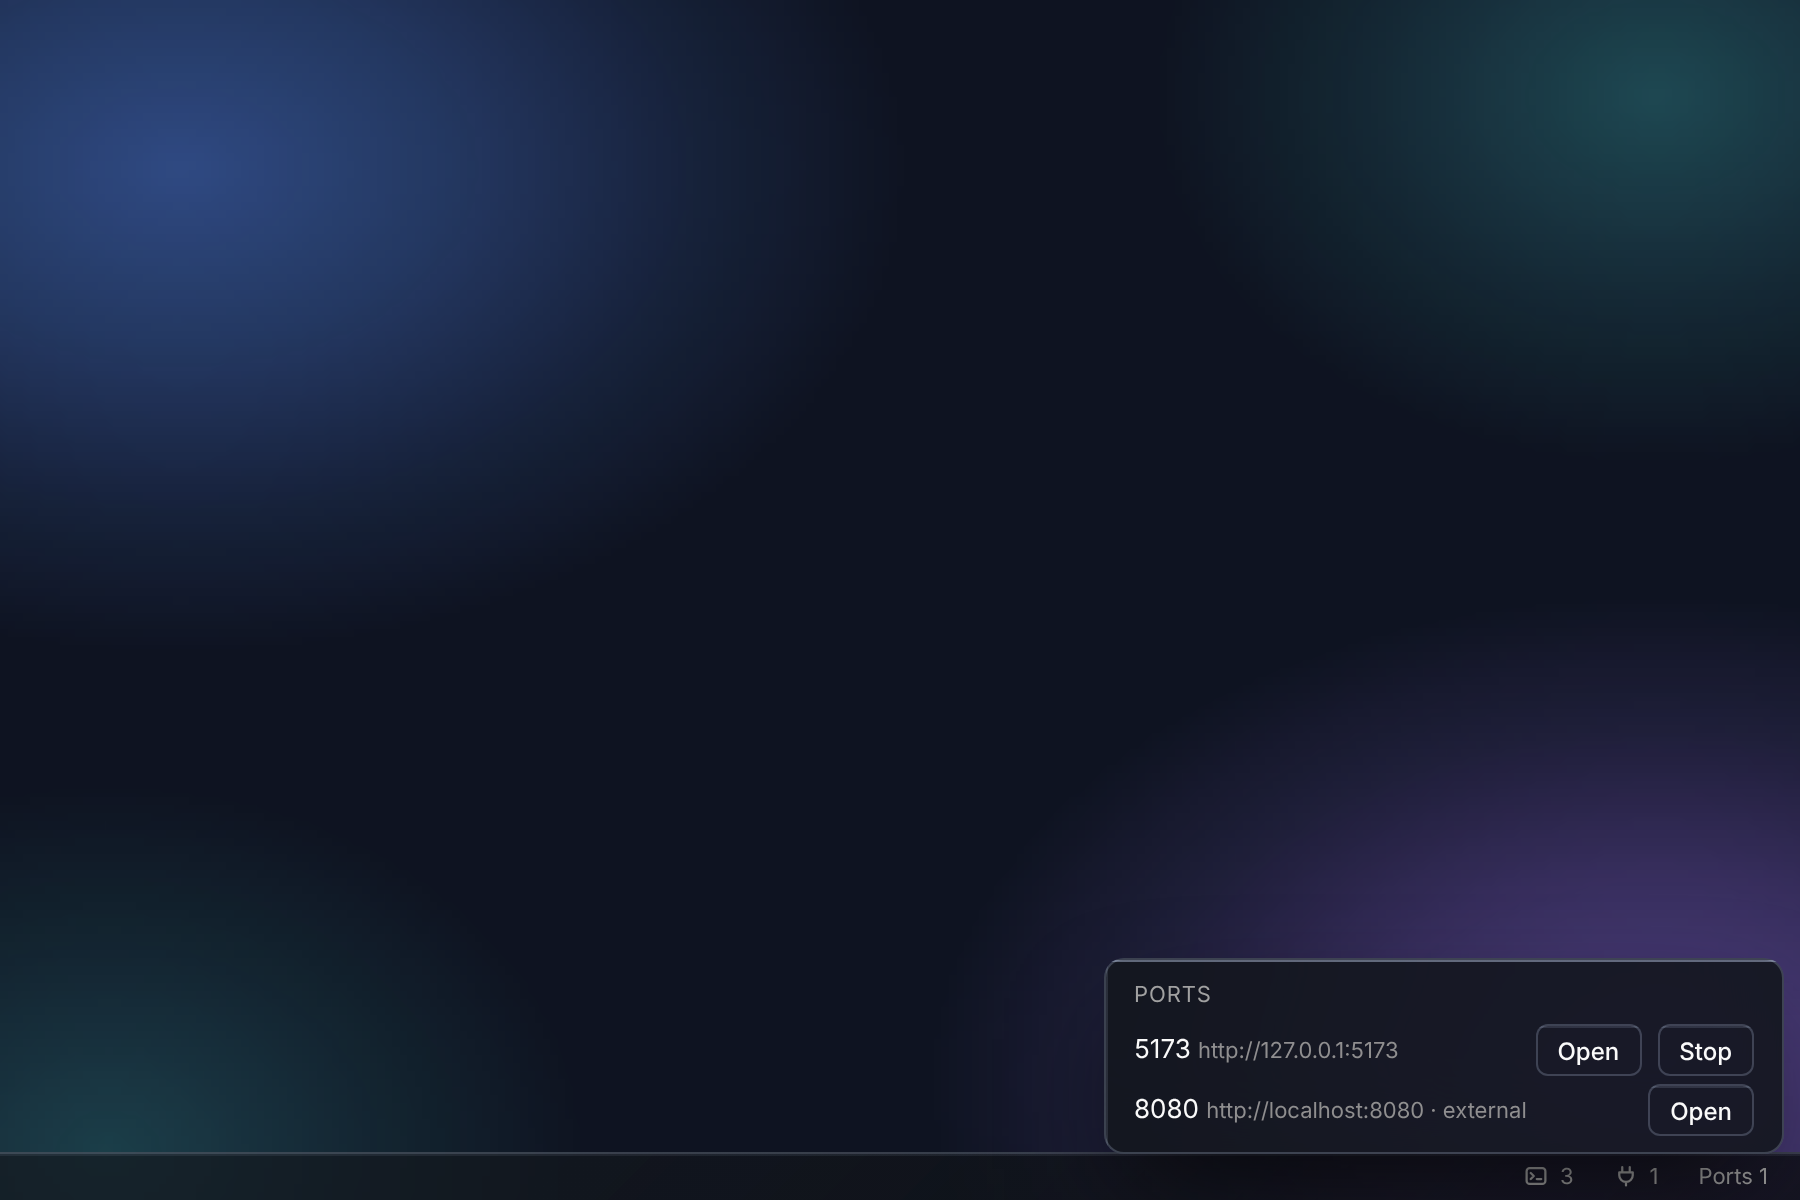 PORTS
5173 http://127.0.0.1:5173 Open Stop
8080 http://localhost:8080 · external Open
3 1 Ports 1